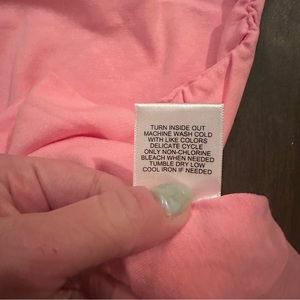 TURN INSIDE OUT
MACHINE WASH COLD
WITH LIKE COLORS
DELICATE CYCLE
ONLY NON-CHLORINE
BLEACH WHEN NEEDED
TUMBLE DRY LOW
COOL IRON IF NEEDED